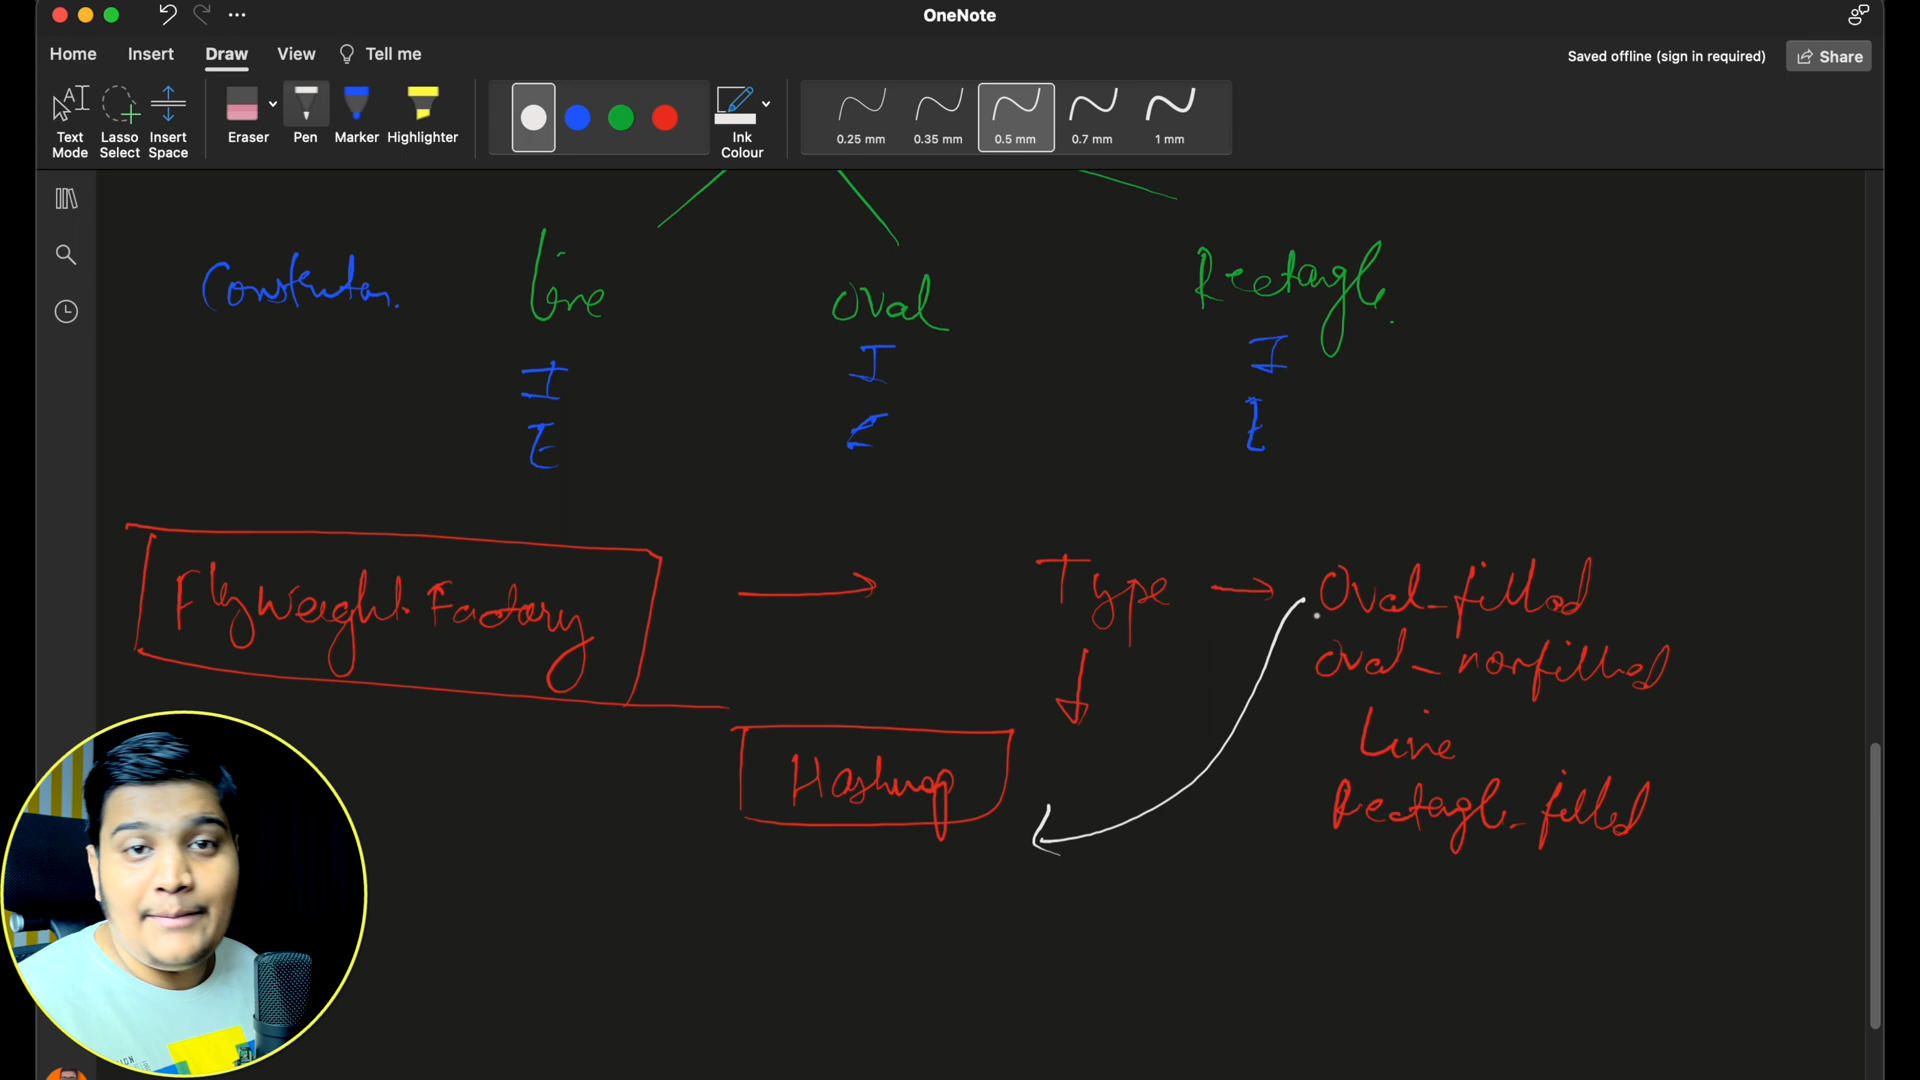 OneNote
Home Insert Draw View Tell me
Saved offline (sign in required) Share
Text Mode
Lasso Select
Insert Space
Eraser Pen Marker Highlighter
Ink Colour
0.25 mm 0.35 mm 0.5 mm 0.7 mm 1 mm
Line Oval Rectagle.
I I I
E E E
Flyweight Factory
Type
Oval_filled
Oval_nonfilled
Line
Rectagle_filled
Hashmap